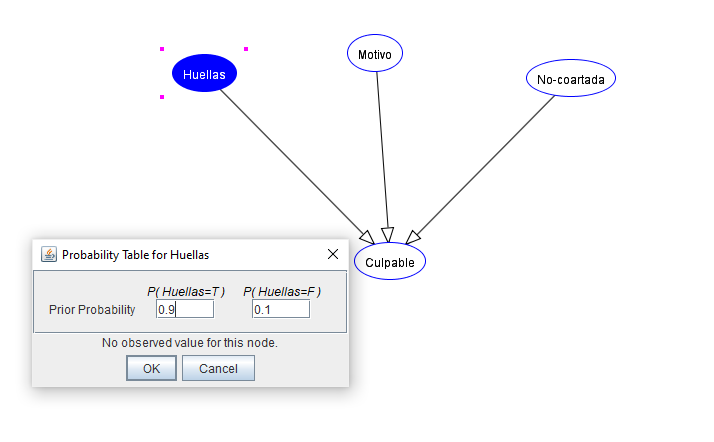 Motivo
Huellas
No-coartada
Culpable
Probability Table for Huellas
P( Huellas=T ) P( Huellas=F )
Prior Probability 0.9 0.1
No observed value for this node.
OK Cancel